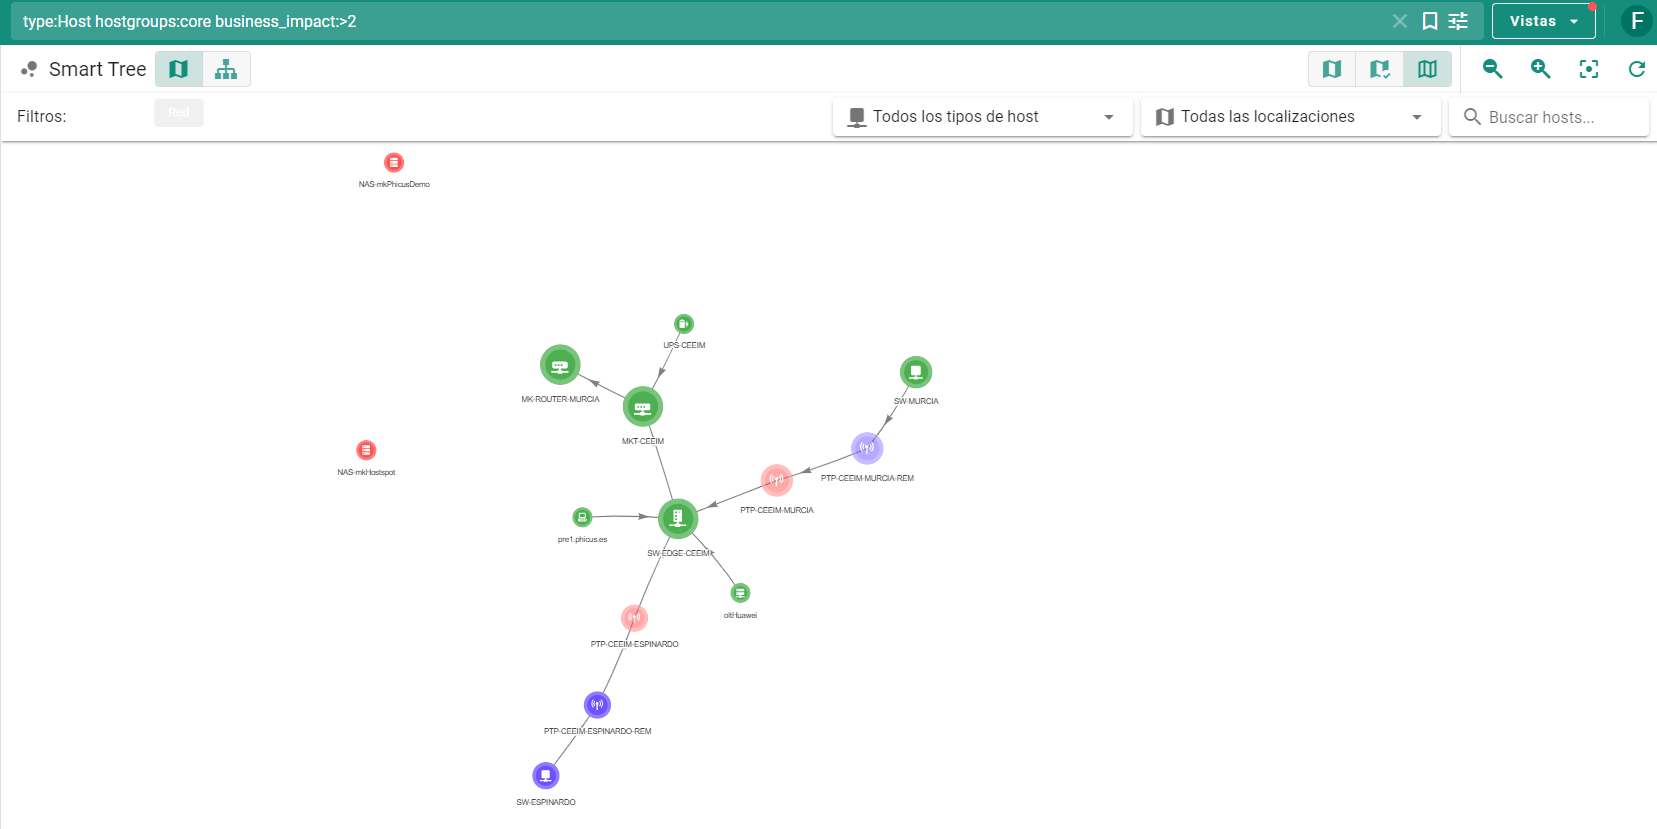 type:Host hostgroups:core business_impact:>2
Vistas
F
Smart Tree
Filtros:
Red
Todos los tipos de host
Todas las localizaciones
Buscar hosts...
NAS-mkPhicusDemo
UPS-CEEIM
MK-ROUTER-MURCIA
SW-MURCIA
MKT-CEEIM
NAS-mkHostspot
PTP-CEEIM-MURCIA-REM
PTP-CEEIM-MURCIA
pre1.phicus.es
SW-EDGE-CEEIM
oltHuawei
PTP-CEEIM-ESPINARDO
PTP-CEEIM-ESPINARDO-REM
SW-ESPINARDO